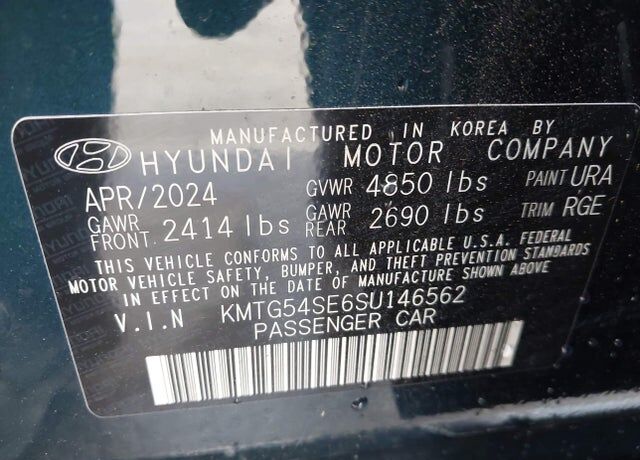 MANUFACTURED IN KOREA BY
HYUNDAI MOTOR COMPANY
APR/2024 GVWR 4850 lbs PAINT URA
GAWR FRONT 2414 lbs GAWR REAR 2690 lbs TRIM RGE
THIS VEHICLE CONFORMS TO ALL APPLICABLE U.S.A. FEDERAL
MOTOR VEHICLE SAFETY, BUMPER, AND THEFT PREVENTION STANDARDS
IN EFFECT ON THE DATE OF MANUFACTURE SHOWN ABOVE
V.I.N KMTG54SE6SU146562
PASSENGER CAR